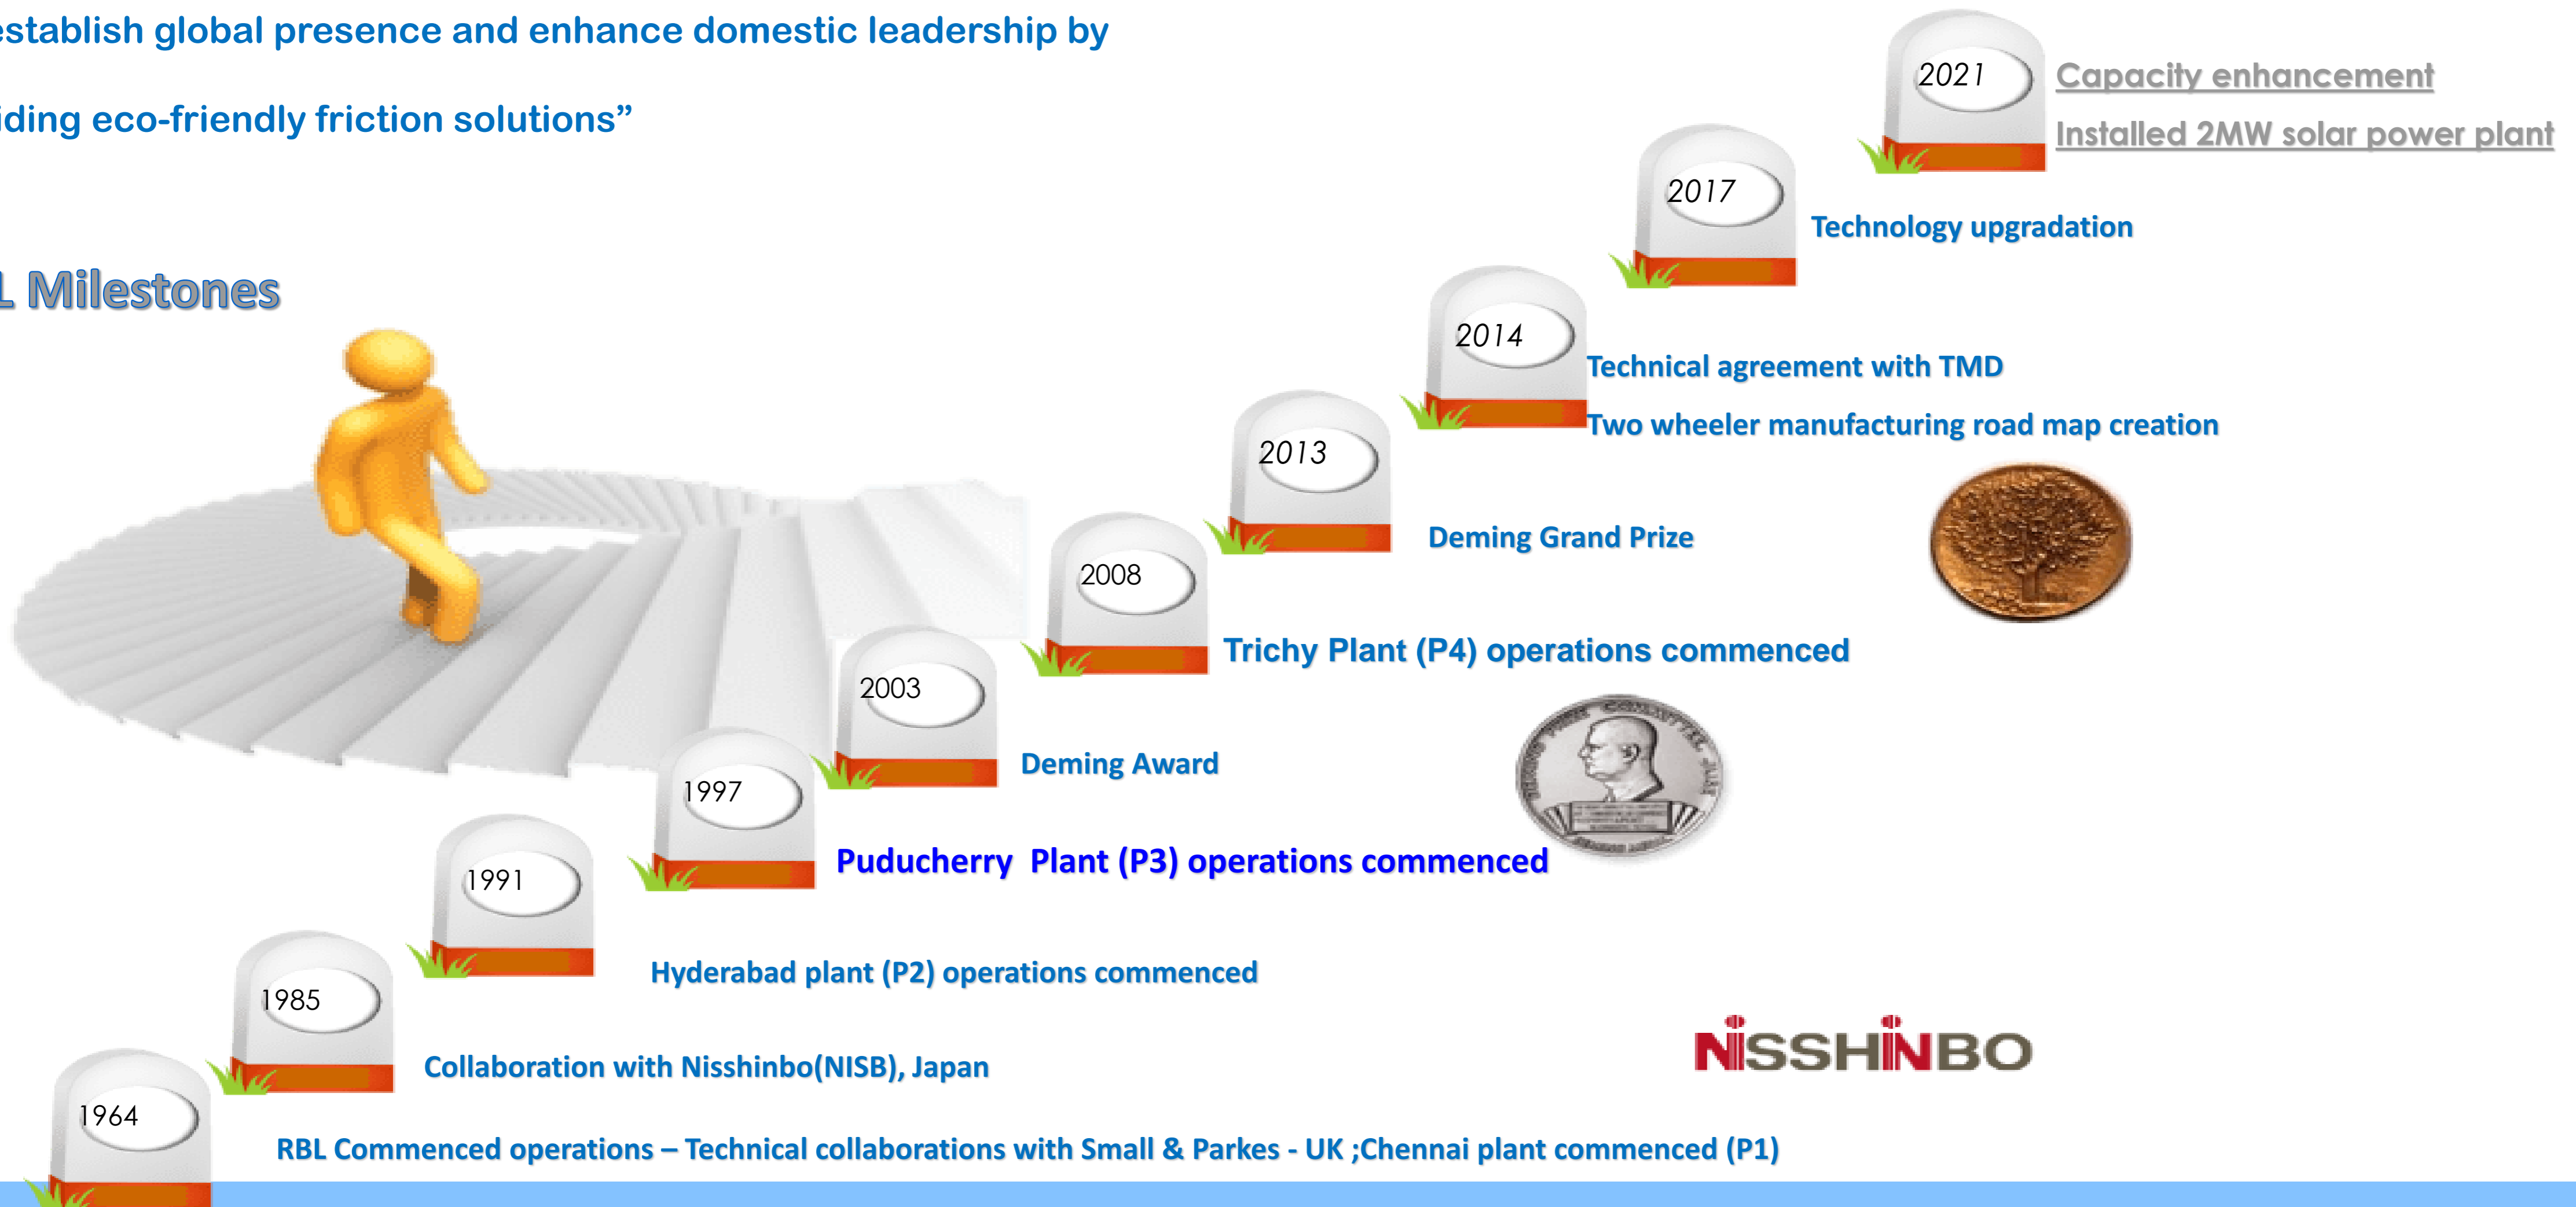 establish global presence and enhance domestic leadership by
iding eco-friendly friction solutions”
L Milestones
2021
Capacity enhancement
Installed 2MW solar power plant
2017
Technology upgradation
2014
Technical agreement with TMD
Two wheeler manufacturing road map creation
2013
Deming Grand Prize
2008
Trichy Plant (P4) operations commenced
2003
Deming Award
1997
Puducherry Plant (P3) operations commenced
1991
Hyderabad plant (P2) operations commenced
1985
Collaboration with Nisshinbo(NISB), Japan
NISSHINBO
1964
RBL Commenced operations – Technical collaborations with Small & Parkes - UK ;Chennai plant commenced (P1)